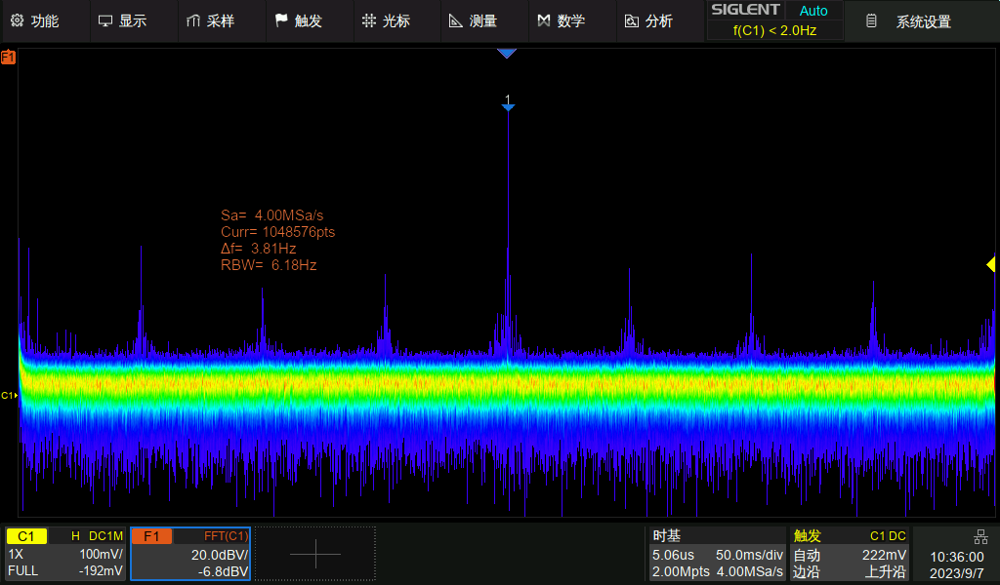 功能 显示 采样 触发 光标 测量 数学 分析 SIGLENT Auto 系统设置
f(C1) < 2.0Hz
F1
1
Sa= 4.00MSa/s
Curr= 1048576pts
Δf= 3.81Hz
RBW= 6.18Hz
C1
C1 H DC1M
1X 100mV/
FULL -192mV
F1 FFT(C1)
20.0dBV/
-6.8dBV
时基
5.06us 50.0ms/div
2.00Mpts 4.00MSa/s
触发 C1 DC
自动 222mV
边沿 上升沿
10:36:00
2023/9/7